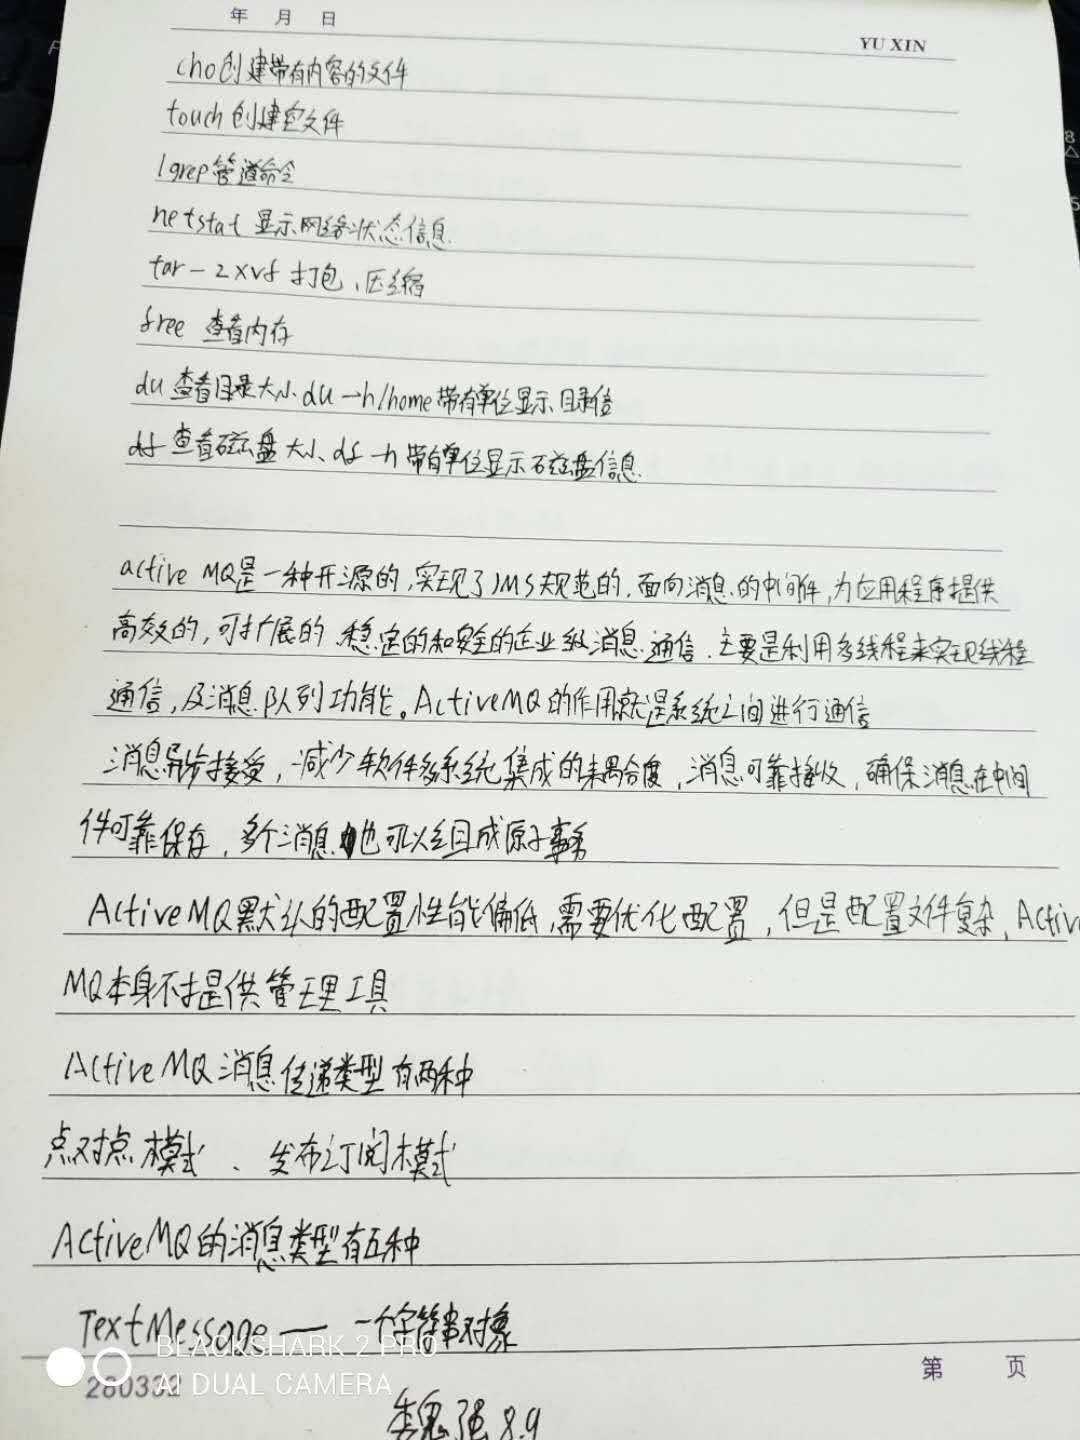 年 月 日
YU XIN
cho创建带有内容的文件
touch 创建空文件
|grep管道命令
netstat 显示网络状态信息.
tar -zxvf 打包、压缩
free 查看内存
du 查看目录大小 du -h /home 带有单位显示目录信
df 查看磁盘大小 df -h 带有单位显示磁盘信息.
active MQ是一种开源的,实现了JMS规范的,面向消息的中间件,为应用程序提供
高效的,可扩展的 稳定的和安全的企业级消息通信.主要是利用多线程来实现线程
通信,及消息队列功能。ActiveMQ的作用就是系统之间进行通信
消息异步接受,减少软件多系统集成的耦合度,消息可靠接收,确保消息在中间
件可靠保存,多个消息也可以组成原子事务
ActiveMQ默认的配置性能偏低,需要优化配置,但是配置文件复杂,Active
MQ本身不提供管理工具
ActiveMQ消息传递类型有两种
点对点模式、发布订阅模式
ActiveMQ的消息类型有五种
TextMessage — 一个字符串对象
BLACKSHARK 2 PRO
AI DUAL CAMERA
280332
第 页
魏强 8.9